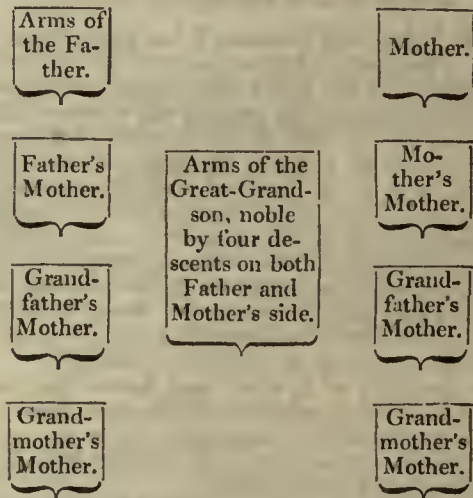 Arms of
the Fa-
ther.
Mother.
Father's
Mother.
Arms of the
Great-Grand-
son, noble
by four de-
scents on both
Father and
Mother's side.
Mo-
ther's
Mother.
Grand-
father's
Mother.
Grand-
father's
Mother.
Grand-
mother's
Mother.
Grand-
mother's
Mother.